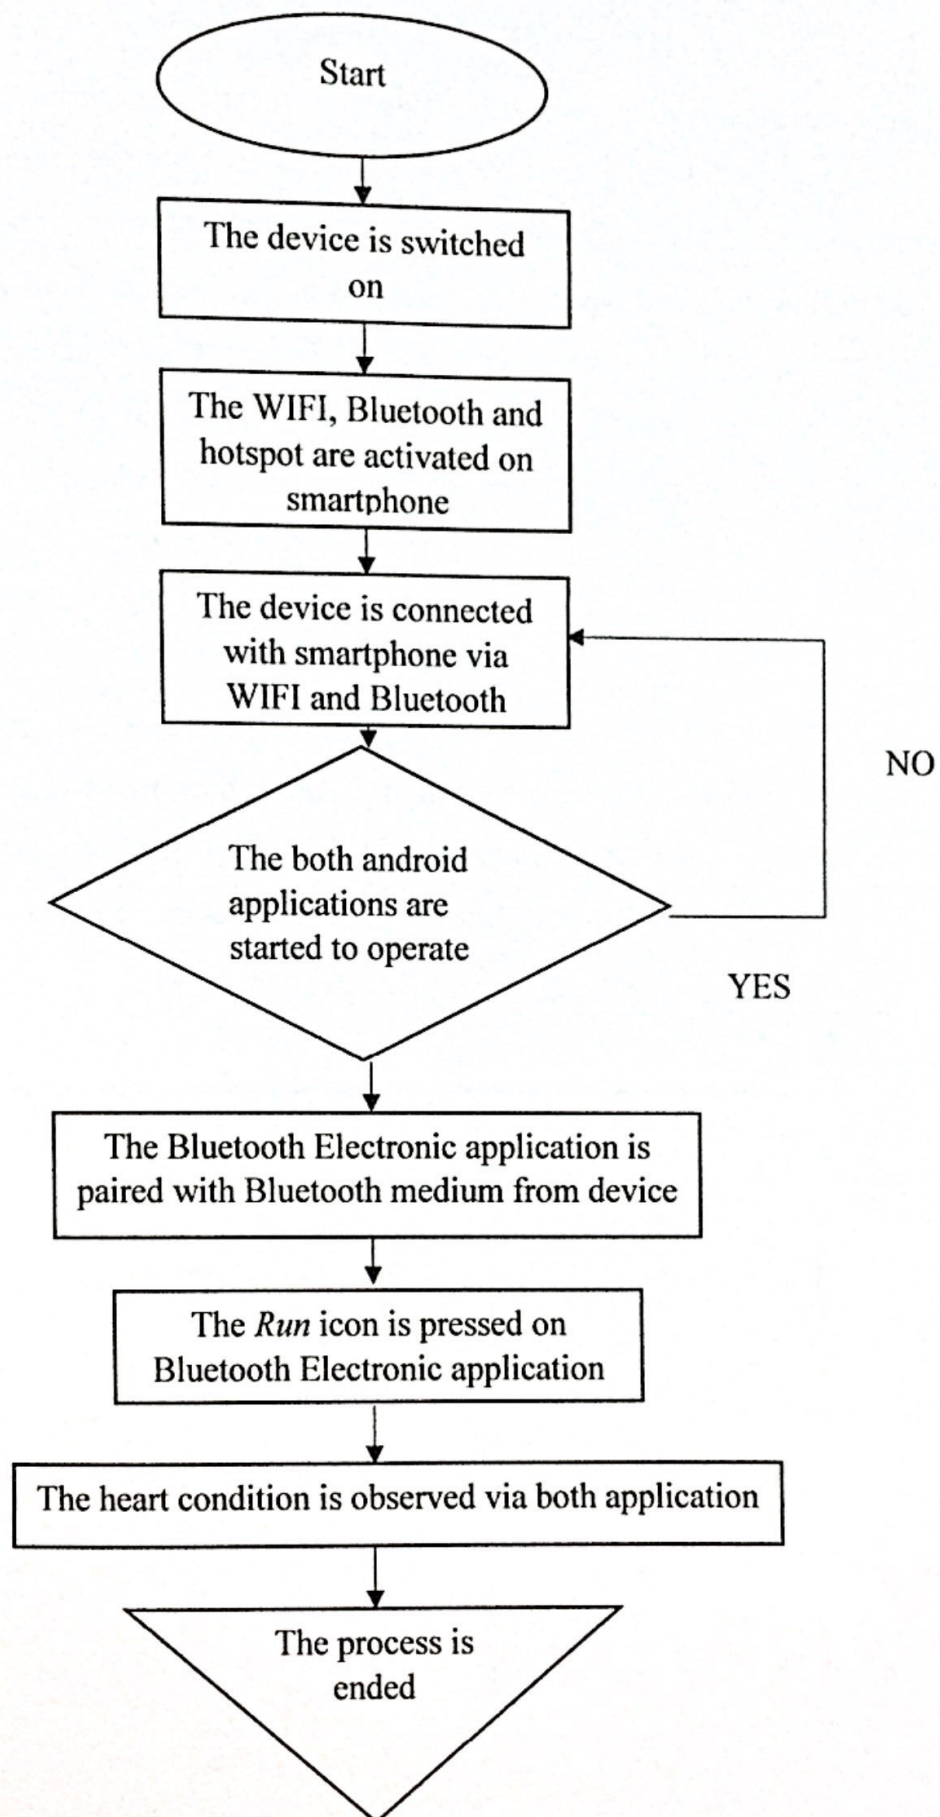 Start
The device is switched
on
The WIFI, Bluetooth and
hotspot are activated on
smartphone
The device is connected
with smartphone via
WIFI and Bluetooth
NO
The both android
applications are
started to operate
YES
The Bluetooth Electronic application is
paired with Bluetooth medium from device
The Run icon is pressed on
Bluetooth Electronic application
The heart condition is observed via both application
The process is
ended